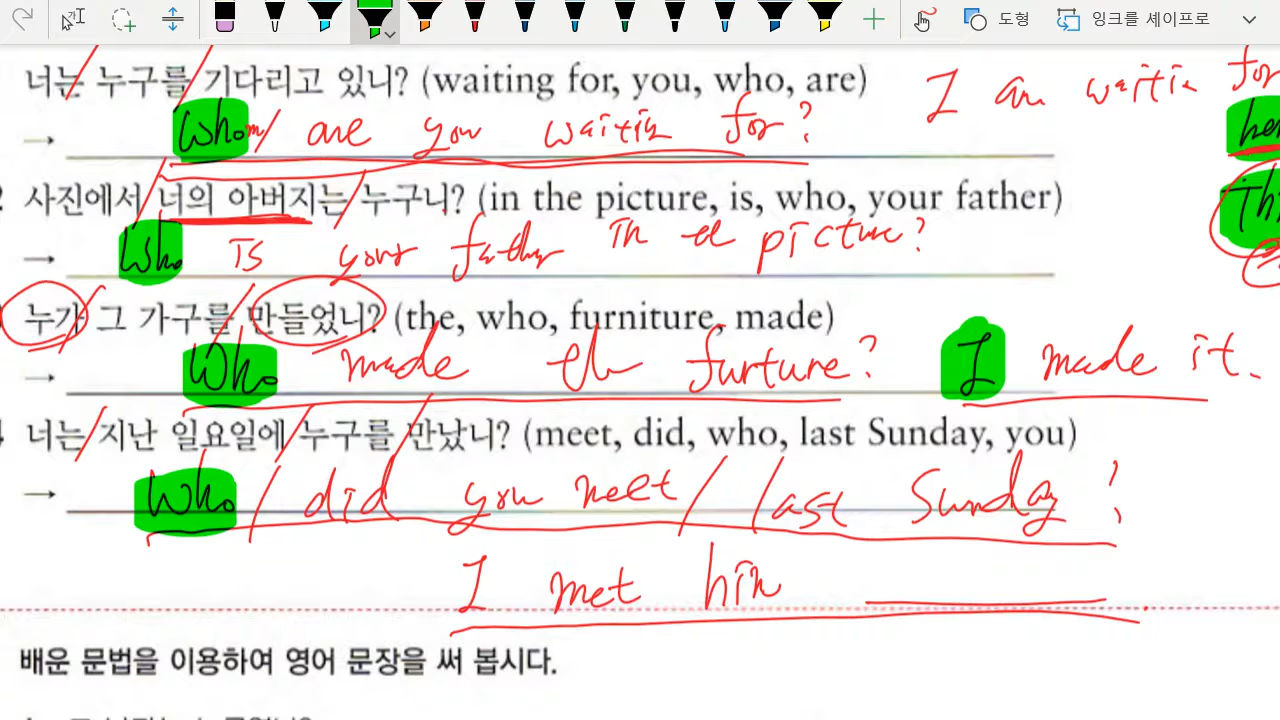 도형 잉크를 셰이프로
너는 누구를 기다리고 있니? (waiting for, you, who, are) I am waitin for
→ Whom are you waitin for? her
사진에서 너의 아버지는 누구니? (in the picture, is, who, your father) Thi
→ Who is your father in the picture?
누가 그 가구를 만들었니? (the, who, furniture, made)
→ Who made the furture? I made it.
너는 지난 일요일에 누구를 만났니? (meet, did, who, last Sunday, you)
→ Who did you meet last Sunday?
I met him
배운 문법을 이용하여 영어 문장을 써 봅시다.